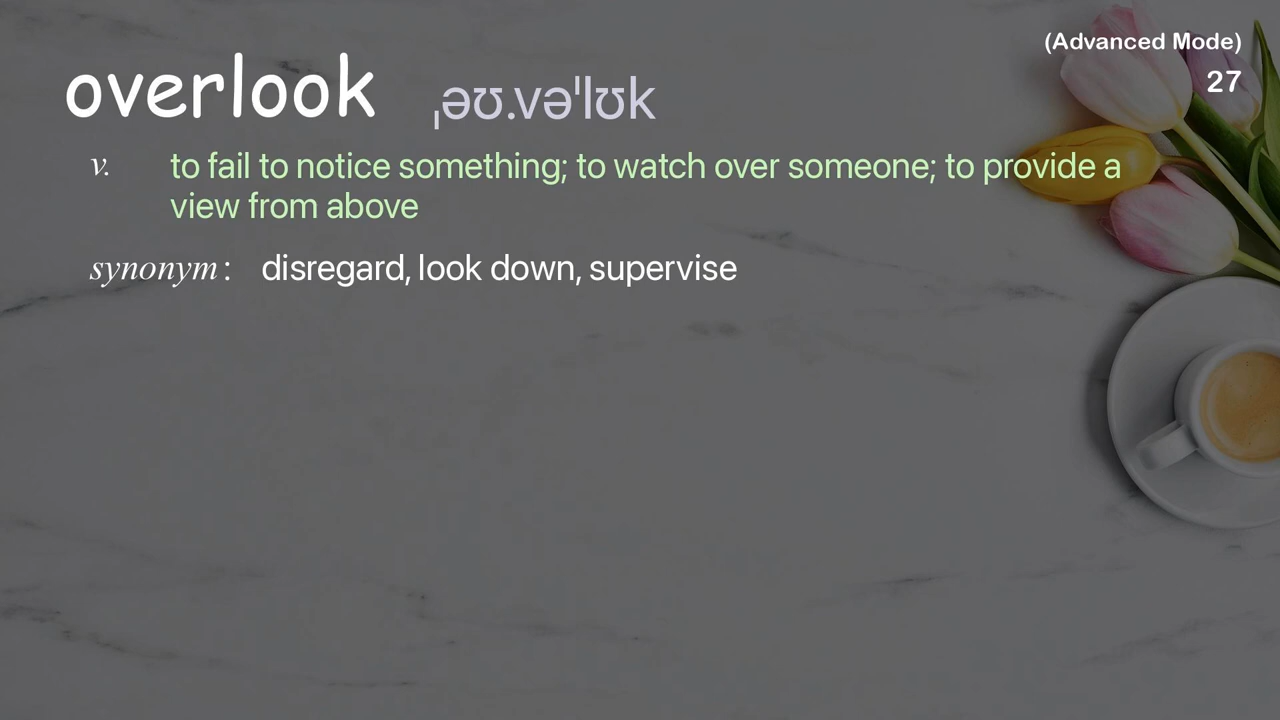 (Advanced Mode)
27
overlook ˌəʊ.vəˈlʊk
v. to fail to notice something; to watch over someone; to provide a
view from above
synonym : disregard, look down, supervise